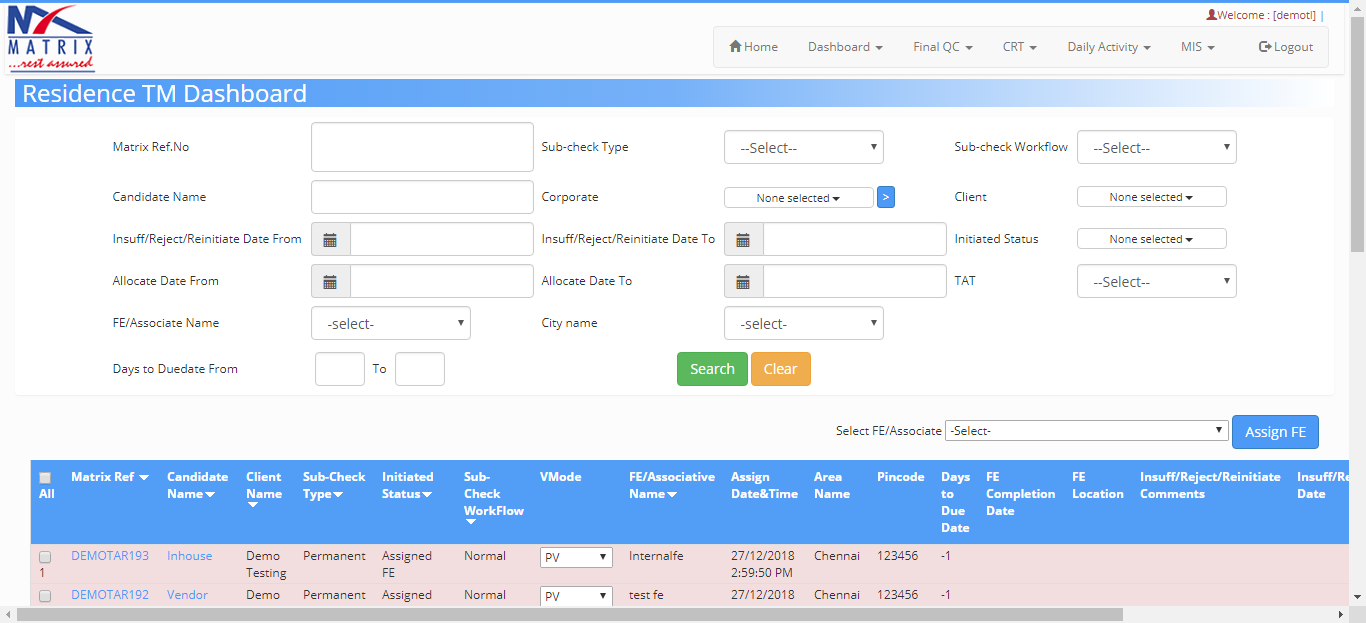 Welcome : [demotl] |
MATRIX
...rest assured
Home Dashboard Final QC CRT Daily Activity MIS Logout
Residence TM Dashboard
Matrix Ref.No Sub-check Type --Select-- Sub-check Workflow --Select--
Candidate Name Corporate None selected > Client None selected
Insuff/Reject/Reinitiate Date From Insuff/Reject/Reinitiate Date To Initiated Status None selected
Allocate Date From Allocate Date To TAT --Select--
FE/Associate Name -select- City name -select-
Days to Duedate From To Search Clear
Select FE/Associate -Select- Assign FE
All
Matrix Ref
Candidate
Name
Client
Name
Sub-Check
Type
Initiated
Status
Sub-
Check
WorkFlow
VMode
FE/Associative
Name
Assign
Date&Time
Area
Name
Pincode
Days
to
Due
Date
FE
Completion
Date
FE
Location
Insuff/Reject/Reinitiate
Comments
Insuff/Re
Date
1
DEMOTAR193
Inhouse
Demo
Testing
Permanent
Assigned
FE
Normal
PV
Internalfe
27/12/2018
2:59:50 PM
Chennai
123456
-1
DEMOTAR192
Vendor
Demo
Permanent
Assigned
Normal
PV
test fe
27/12/2018
Chennai
123456
-1